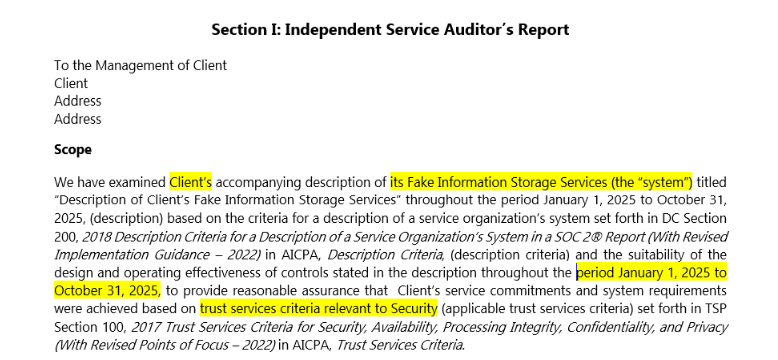 Section I: Independent Service Auditor’s Report
To the Management of Client
Client
Address
Address
Scope
We have examined Client’s accompanying description of its Fake Information Storage Services (the “system”) titled
“Description of Client’s Fake Information Storage Services” throughout the period January 1, 2025 to October 31,
2025, (description) based on the criteria for a description of a service organization’s system set forth in DC Section
200, 2018 Description Criteria for a Description of a Service Organization’s System in a SOC 2® Report (With Revised
Implementation Guidance – 2022) in AICPA, Description Criteria, (description criteria) and the suitability of the
design and operating effectiveness of controls stated in the description throughout the period January 1, 2025 to
October 31, 2025, to provide reasonable assurance that Client’s service commitments and system requirements
were achieved based on trust services criteria relevant to Security (applicable trust services criteria) set forth in TSP
Section 100, 2017 Trust Services Criteria for Security, Availability, Processing Integrity, Confidentiality, and Privacy
(With Revised Points of Focus – 2022) in AICPA, Trust Services Criteria.